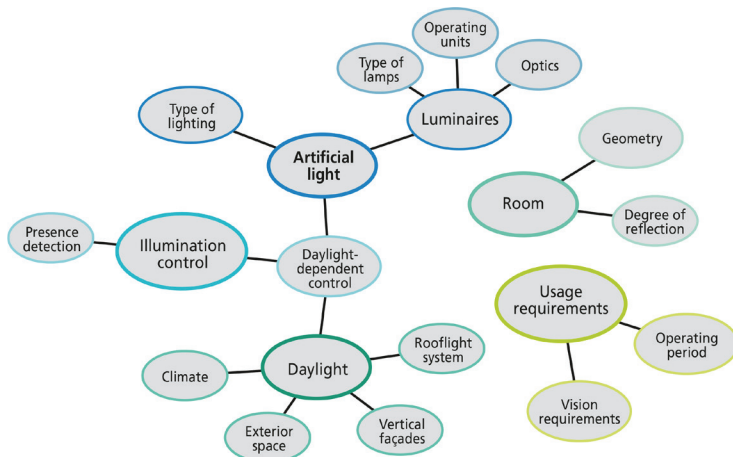 Operating
units
Type of
lamps
Optics
Type of
lighting
Luminaires
Artificial
light
Geometry
Room
Degree of
reflection
Presence
detection
Illumination
control
Daylight-
dependent
control
Usage
requirements
Operating
period
Rooflight
system
Climate
Daylight
Vision
requirements
Exterior
space
Vertical
façades